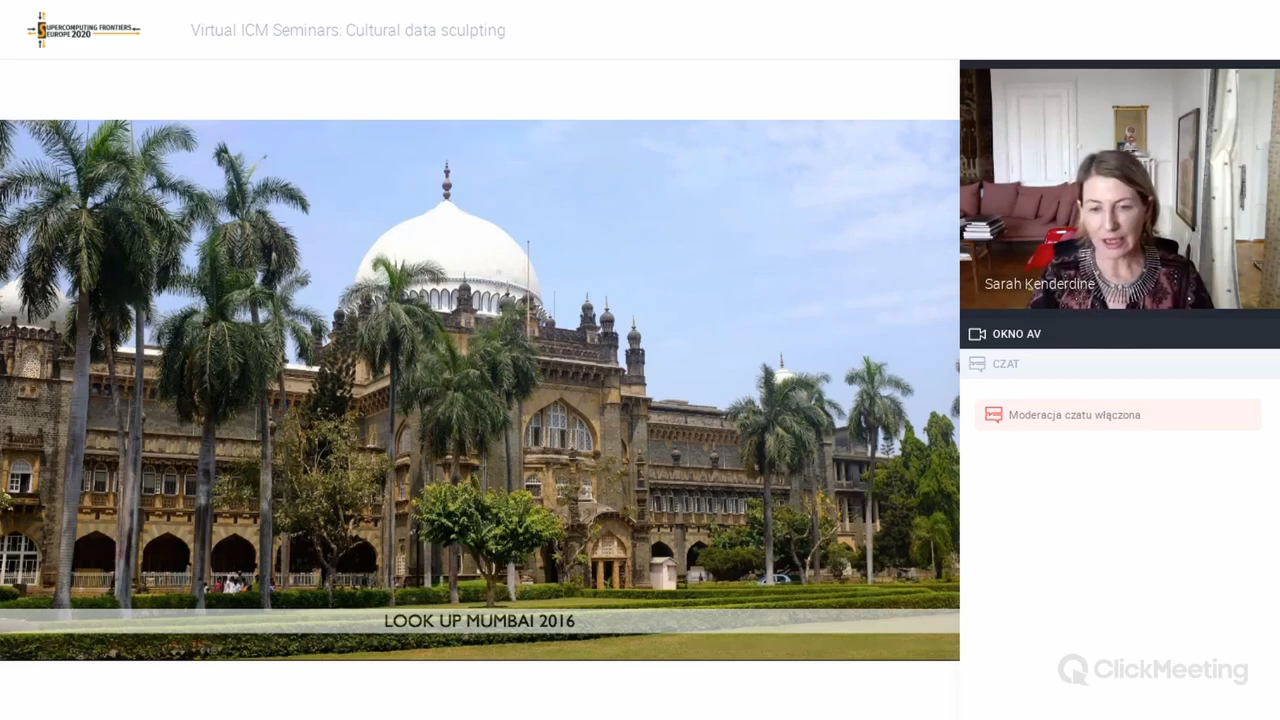 SUPERCOMPUTING FRONTIERS
EUROPE 2020
Virtual ICM Seminars: Cultural data sculpting
LOOK UP MUMBAI 2016
Sarah Kenderdine
OKNO AV
CZAT
Moderacja czatu włączona
ClickMeeting